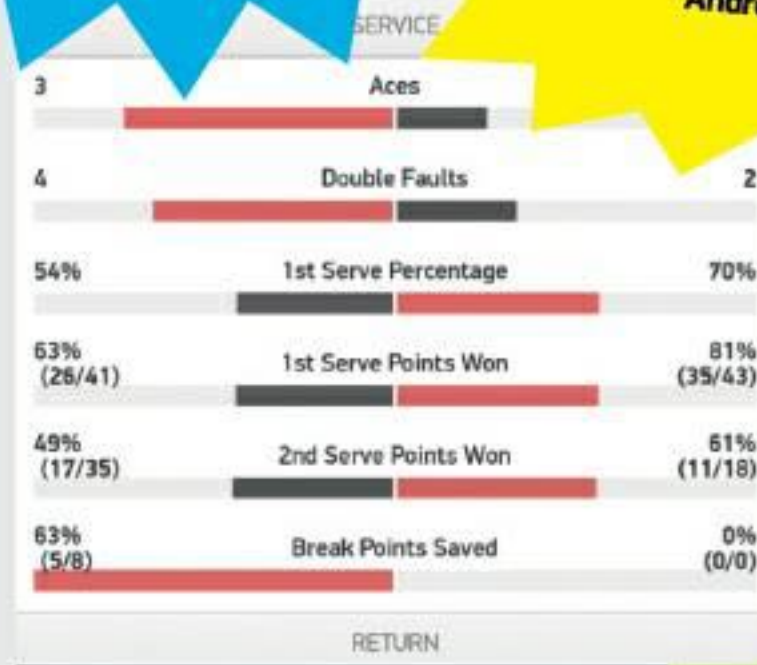 Andre
SERVICE
3 Aces
4 Double Faults 2
54% 1st Serve Percentage 70%
63% 1st Serve Points Won 81%
(26/41) (35/43)
49% 2nd Serve Points Won 61%
(17/35) (11/18)
63% Break Points Saved 0%
(5/8) (0/0)
RETURN